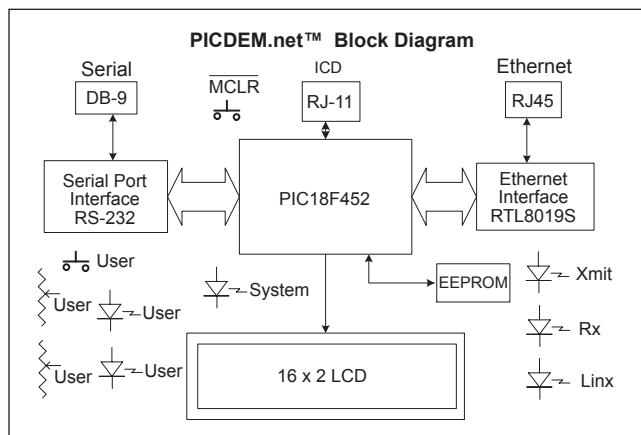 PICDEM.net™ Block Diagram
Serial
DB-9
MCLR
ICD
RJ-11
Ethernet
RJ45
Serial Port
Interface
RS-232
PIC18F452
Ethernet
Interface
RTL8019S
User
User
User
System
EEPROM
Xmit
Rx
User
User
16 x 2 LCD
Linx